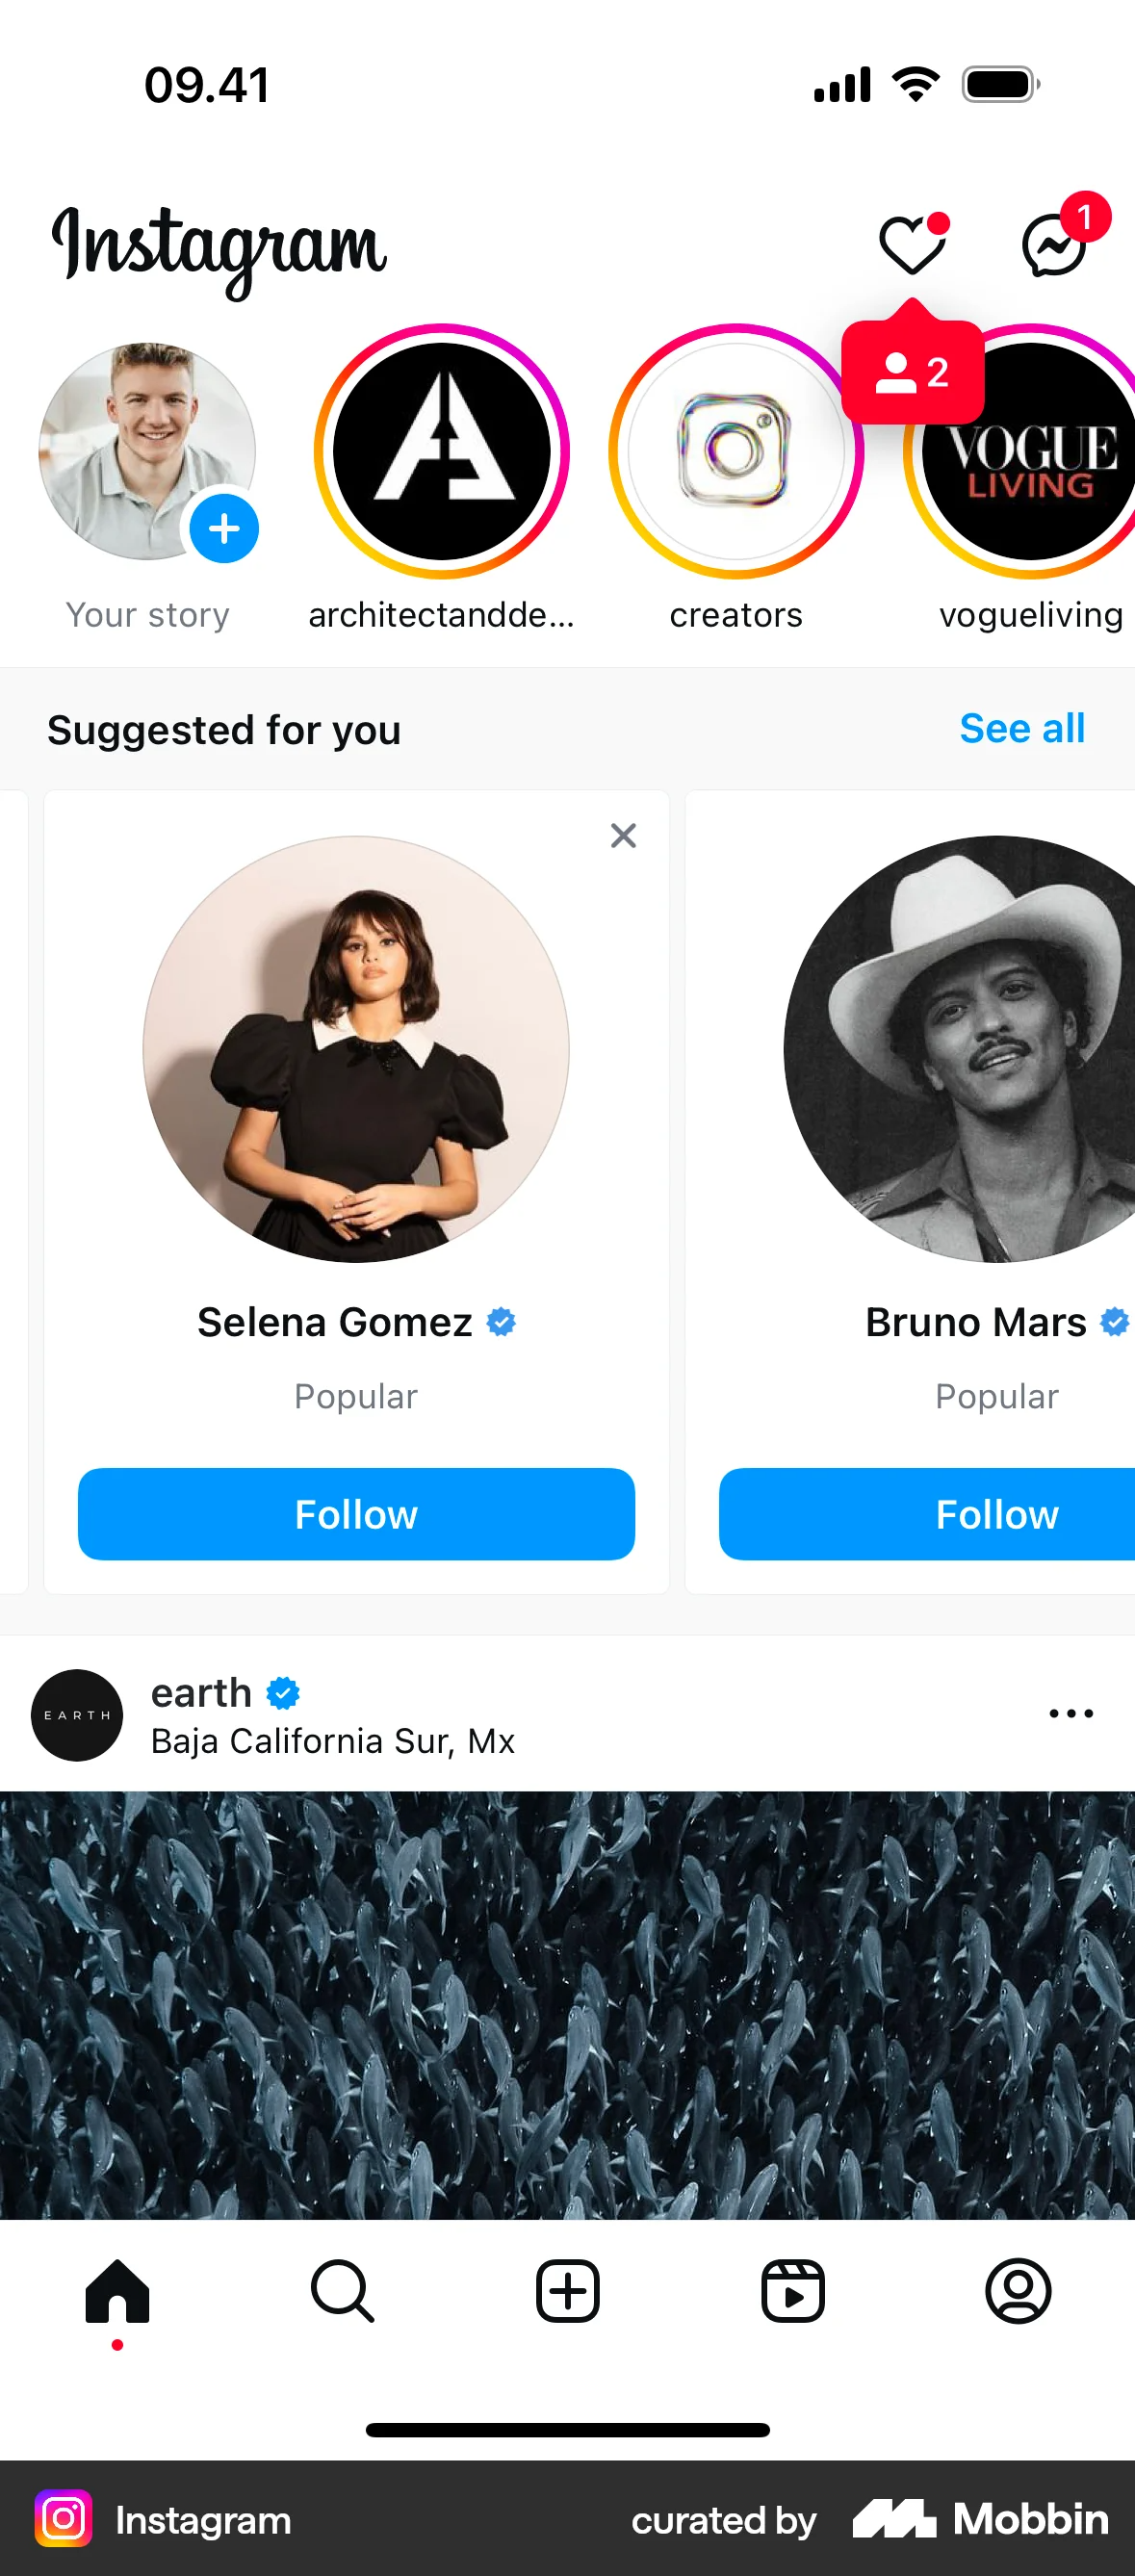 09.41
Instagram
1
2
VOGUE
LIVING
Your story
architectandde...
creators
vogueliving
Suggested for you
See all
Selena Gomez
Bruno Mars
Popular
Popular
Follow
Follow
EARTH
earth
Baja California Sur, Mx
Instagram
curated by
Mobbin